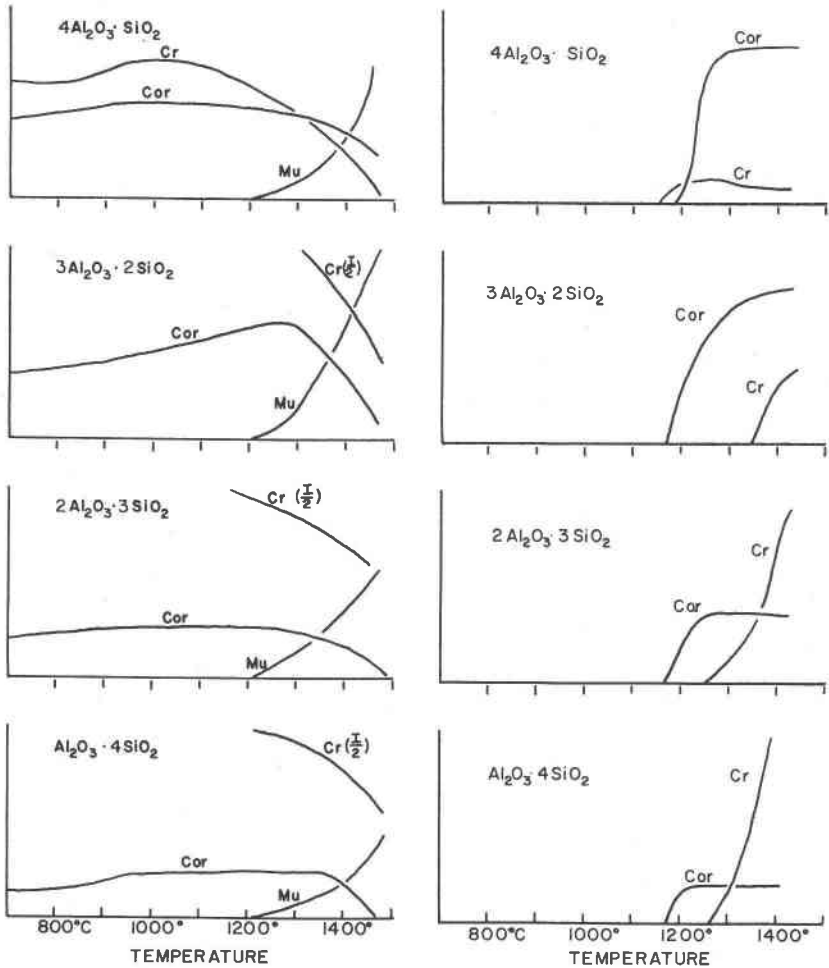 4Al₂O₃·SiO₂
Cr
Cor
Mu
3Al₂O₃·2SiO₂
Cr(I/2)
Cor
Mu
2Al₂O₃·3SiO₂
Cr (I/2)
Cor
Mu
Al₂O₃·4SiO₂
Cr(I/2)
Cor
Mu
800°C 1000° 1200° 1400°
TEMPERATURE
4Al₂O₃· SiO₂
Cor
Cr
3Al₂O₃·2SiO₂
Cor
Cr
2Al₂O₃·3SiO₂
Cr
Cor
Al₂O₃·4SiO₂
Cr
Cor
800°C 1000° 1200° 1400°
TEMPERATURE